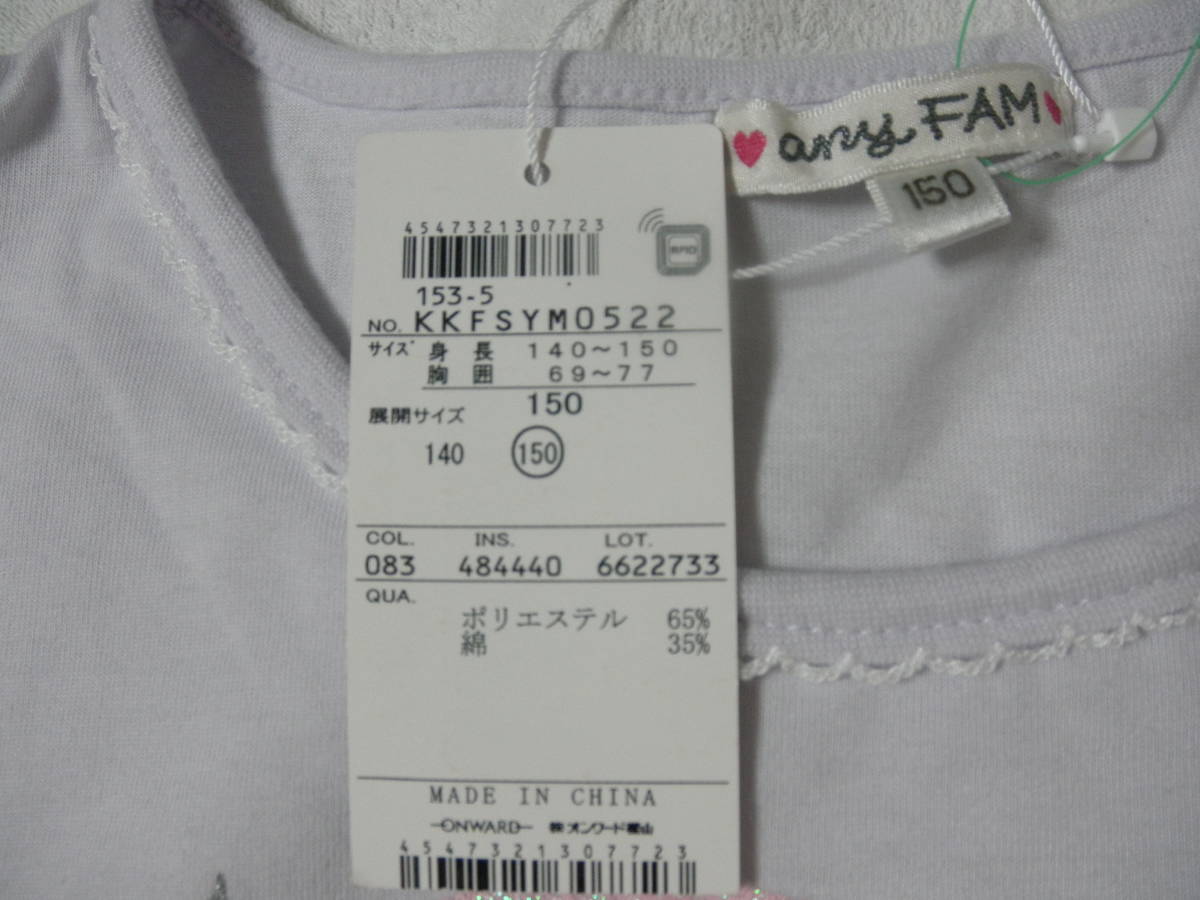 any FAM
150
4547321307723
RFID
153-5
NO. KKFSYM0522
サイズ 身長 140～150
胸囲 69～77
展開サイズ 150
140 150
COL. INS. LOT.
083 484440 6622733
QUA.
ポリエステル 65%
綿 35%
MADE IN CHINA
ONWARD ㈱オンワード樫山
4547321307723